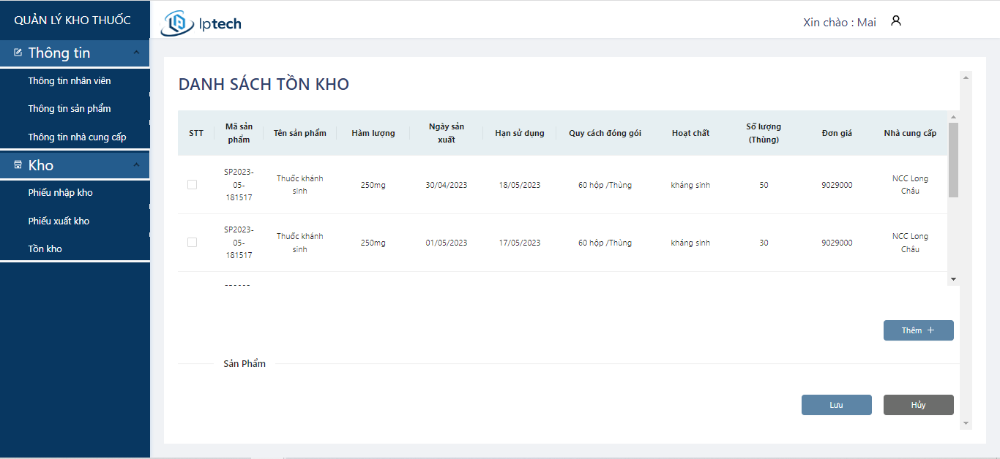 QUẢN LÝ KHO THUỐC
Thông tin
Thông tin nhân viên
Thông tin sản phẩm
Thông tin nhà cung cấp
Kho
Phiếu nhập kho
Phiếu xuất kho
Tồn kho
lptech
Xin chào : Mai
DANH SÁCH TỒN KHO
STT Mã sản phẩm Tên sản phẩm Hàm lượng Ngày sản xuất Hạn sử dụng Quy cách đóng gói Hoạt chất Số lượng (Thùng) Đơn giá Nhà cung cấp
SP2023-05-181517 Thuốc khánh sinh 250mg 30/04/2023 18/05/2023 60 hộp /Thùng kháng sinh 50 9029000 NCC Long Châu
SP2023-05-181517 Thuốc khánh sinh 250mg 01/05/2023 17/05/2023 60 hộp /Thùng kháng sinh 30 9029000 NCC Long Châu
Thêm +
Sản Phẩm
Lưu Hủy